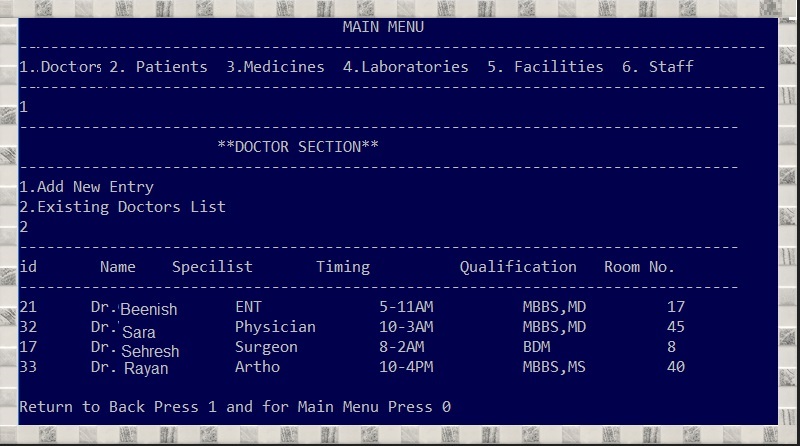 MAIN MENU
1..Doctors 2. Patients 3.Medicines 4.Laboratories 5. Facilities 6. Staff
1
**DOCTOR SECTION**
1.Add New Entry
2.Existing Doctors List
2
id Name Specilist Timing Qualification Room No.
21 Dr. Beenish ENT 5-11AM MBBS,MD 17
32 Dr. Sara Physician 10-3AM MBBS,MD 45
17 Dr. Sehresh Surgeon 8-2AM BDM 8
33 Dr. Rayan Artho 10-4PM MBBS,MS 40
Return to Back Press 1 and for Main Menu Press 0